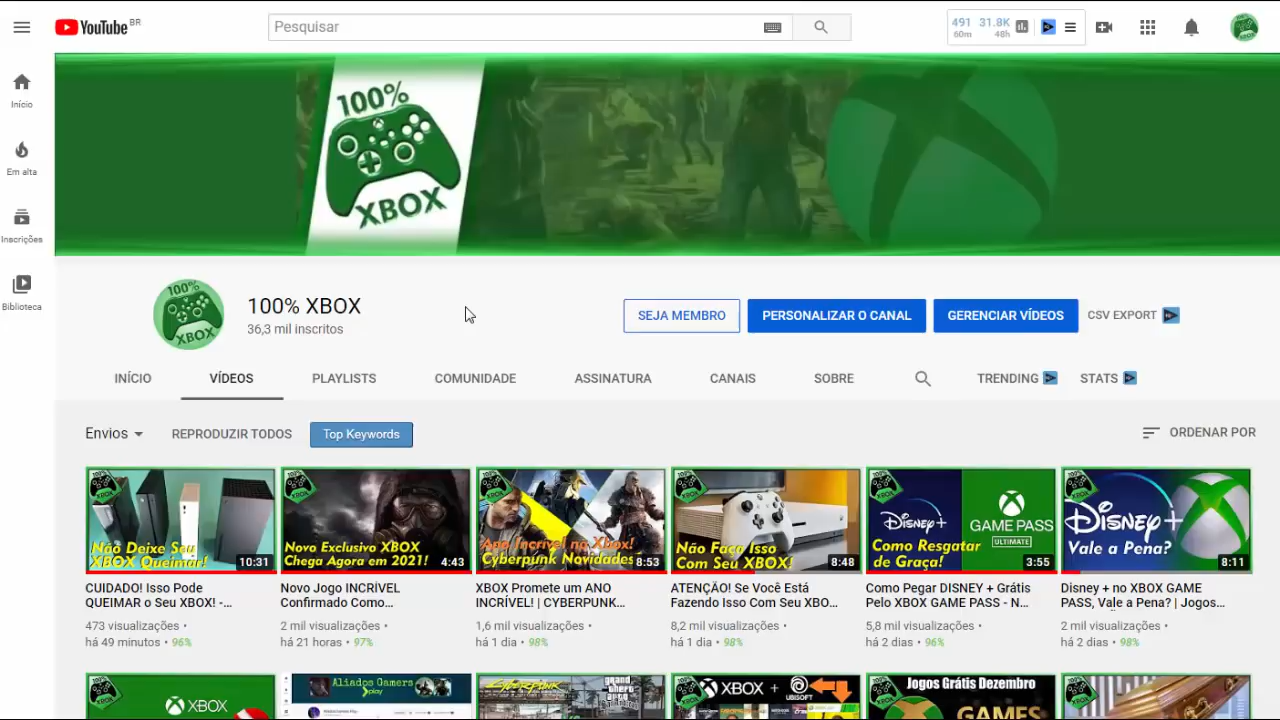 YouTube BR
Pesquisar
491 31.8K
60m 48h
Início
Em alta
Inscrições
Biblioteca
100%
XBOX
100%
XBOX
100% XBOX
36,3 mil inscritos
SEJA MEMBRO
PERSONALIZAR O CANAL
GERENCIAR VÍDEOS
CSV EXPORT
INÍCIO
VÍDEOS
PLAYLISTS
COMUNIDADE
ASSINATURA
CANAIS
SOBRE
TRENDING
STATS
Envios
REPRODUZIR TODOS
Top Keywords
ORDENAR POR
Não Deixe Seu
XBOX Queimar!
10:31
CUIDADO! Isso Pode
QUEIMAR o Seu XBOX! -...
473 visualizações •
há 49 minutos • 96%
Novo Exclusivo XBOX
Chega Agora em 2021!
4:43
Novo Jogo INCRÍVEL
Confirmado Como...
2 mil visualizações •
há 21 horas • 97%
Ano Incrível no Xbox!
Cyberpunk Novidades
8:53
XBOX Promete um ANO
INCRÍVEL! | CYBERPUNK...
1,6 mil visualizações •
há 1 dia • 98%
Não Faça Isso
Com Seu XBOX!
8:48
ATENÇÃO! Se Você Está
Fazendo Isso Com Seu XBO...
8,2 mil visualizações •
há 1 dia • 98%
Disney+
GAME PASS
ULTIMATE
Como Resgatar
de Graça!
3:55
Como Pegar DISNEY + Grátis
Pelo XBOX GAME PASS - N...
5,8 mil visualizações •
há 2 dias • 96%
Disney+
Vale a Pena?
8:11
Disney + no XBOX GAME
PASS, Vale a Pena? | Jogos...
2 mil visualizações •
há 2 dias • 98%
XBOX
Aliados Gamers
play
Cyberpunk
grand
theft
auto
XBOX +
UBISOFT
Jogos Grátis Dezembro
GAMES